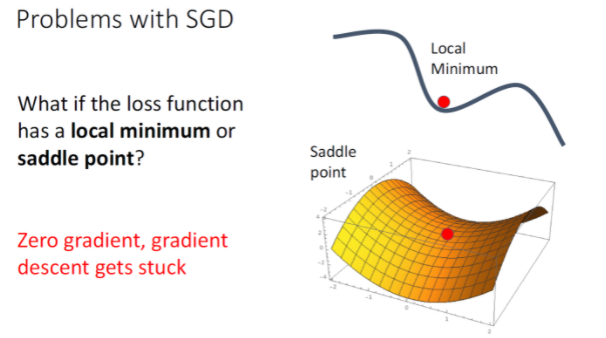 Problems with SGD
Local
Minimum
What if the loss function
has a local minimum or
saddle point?
Saddle
point
Zero gradient, gradient
descent gets stuck